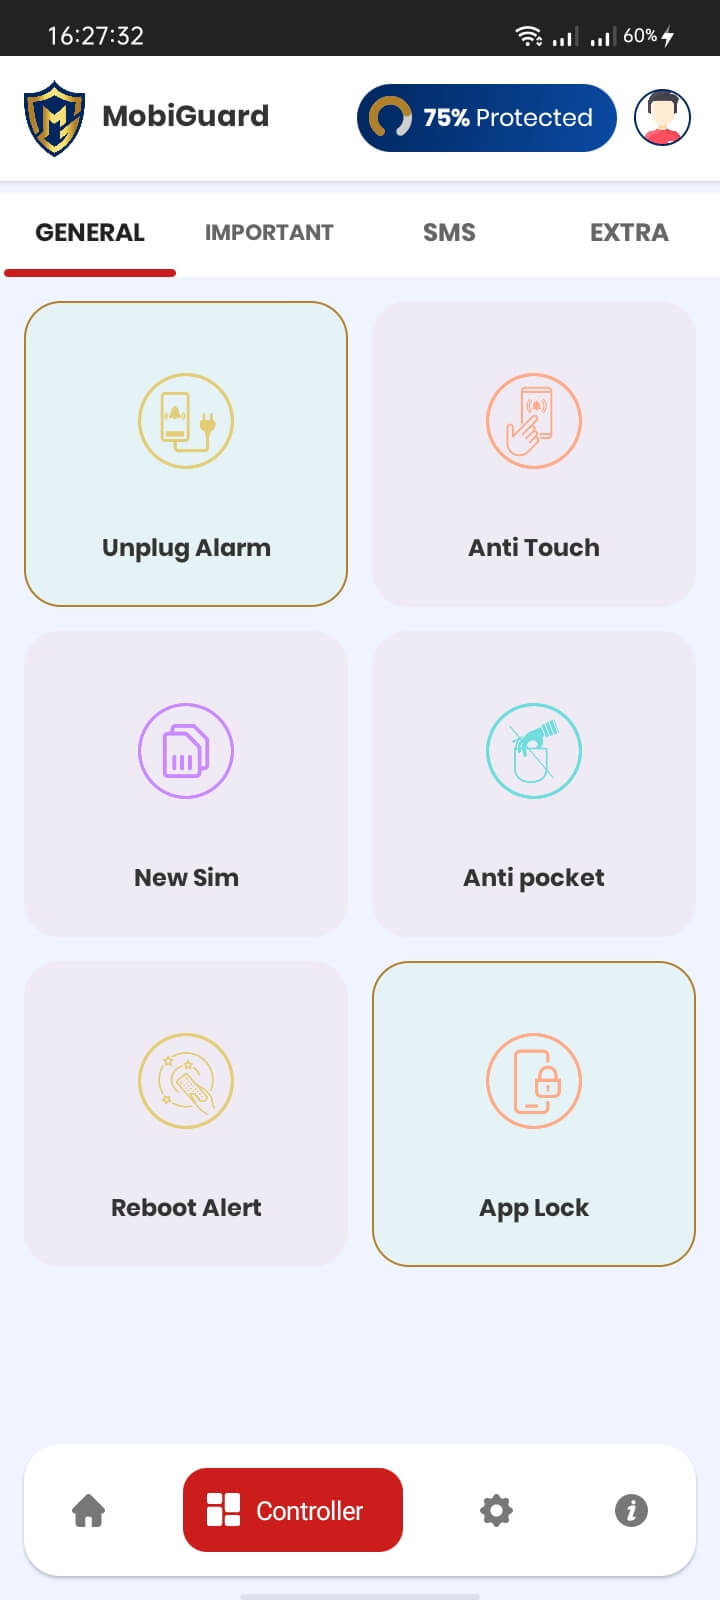 16:27:32 60%
MobiGuard 75% Protected
GENERAL IMPORTANT SMS EXTRA
Unplug Alarm Anti Touch
New Sim Anti pocket
Reboot Alert App Lock
Controller